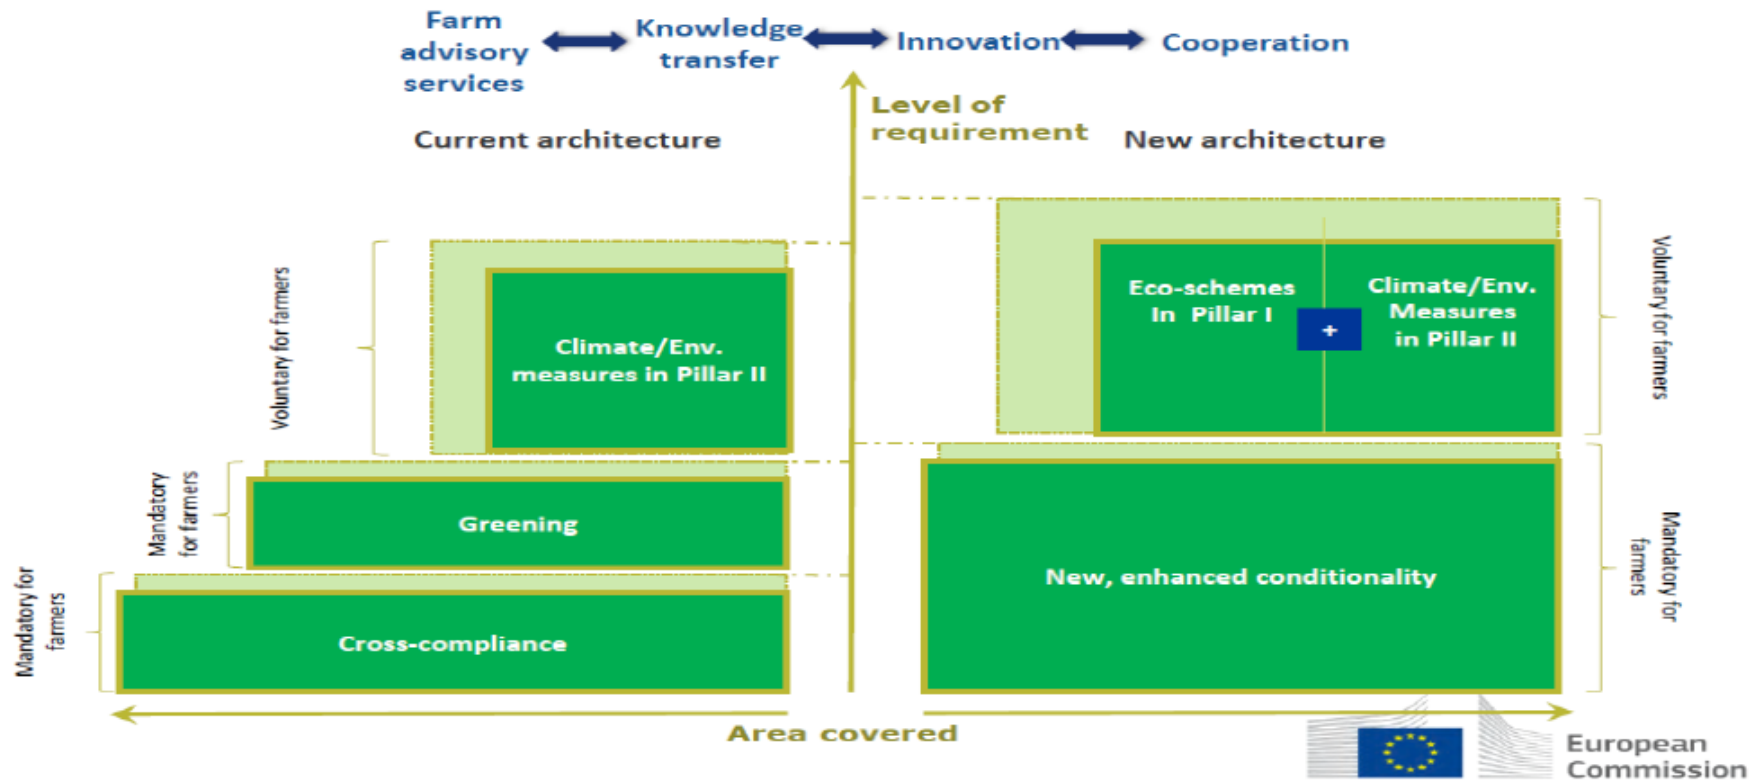 Farm
advisory
services
Knowledge
transfer
Innovation
Cooperation
Level of
requirement
Current architecture
New architecture
Voluntary for farmers
Climate/Env.
measures in Pillar II
Eco-schemes
In Pillar I
+
Climate/Env.
Measures
in Pillar II
Voluntary for farmers
Mandatory
for farmers
Greening
Mandatory for
farmers
Cross-compliance
New, enhanced conditionality
Mandatory for
farmers
Area covered
European
Commission